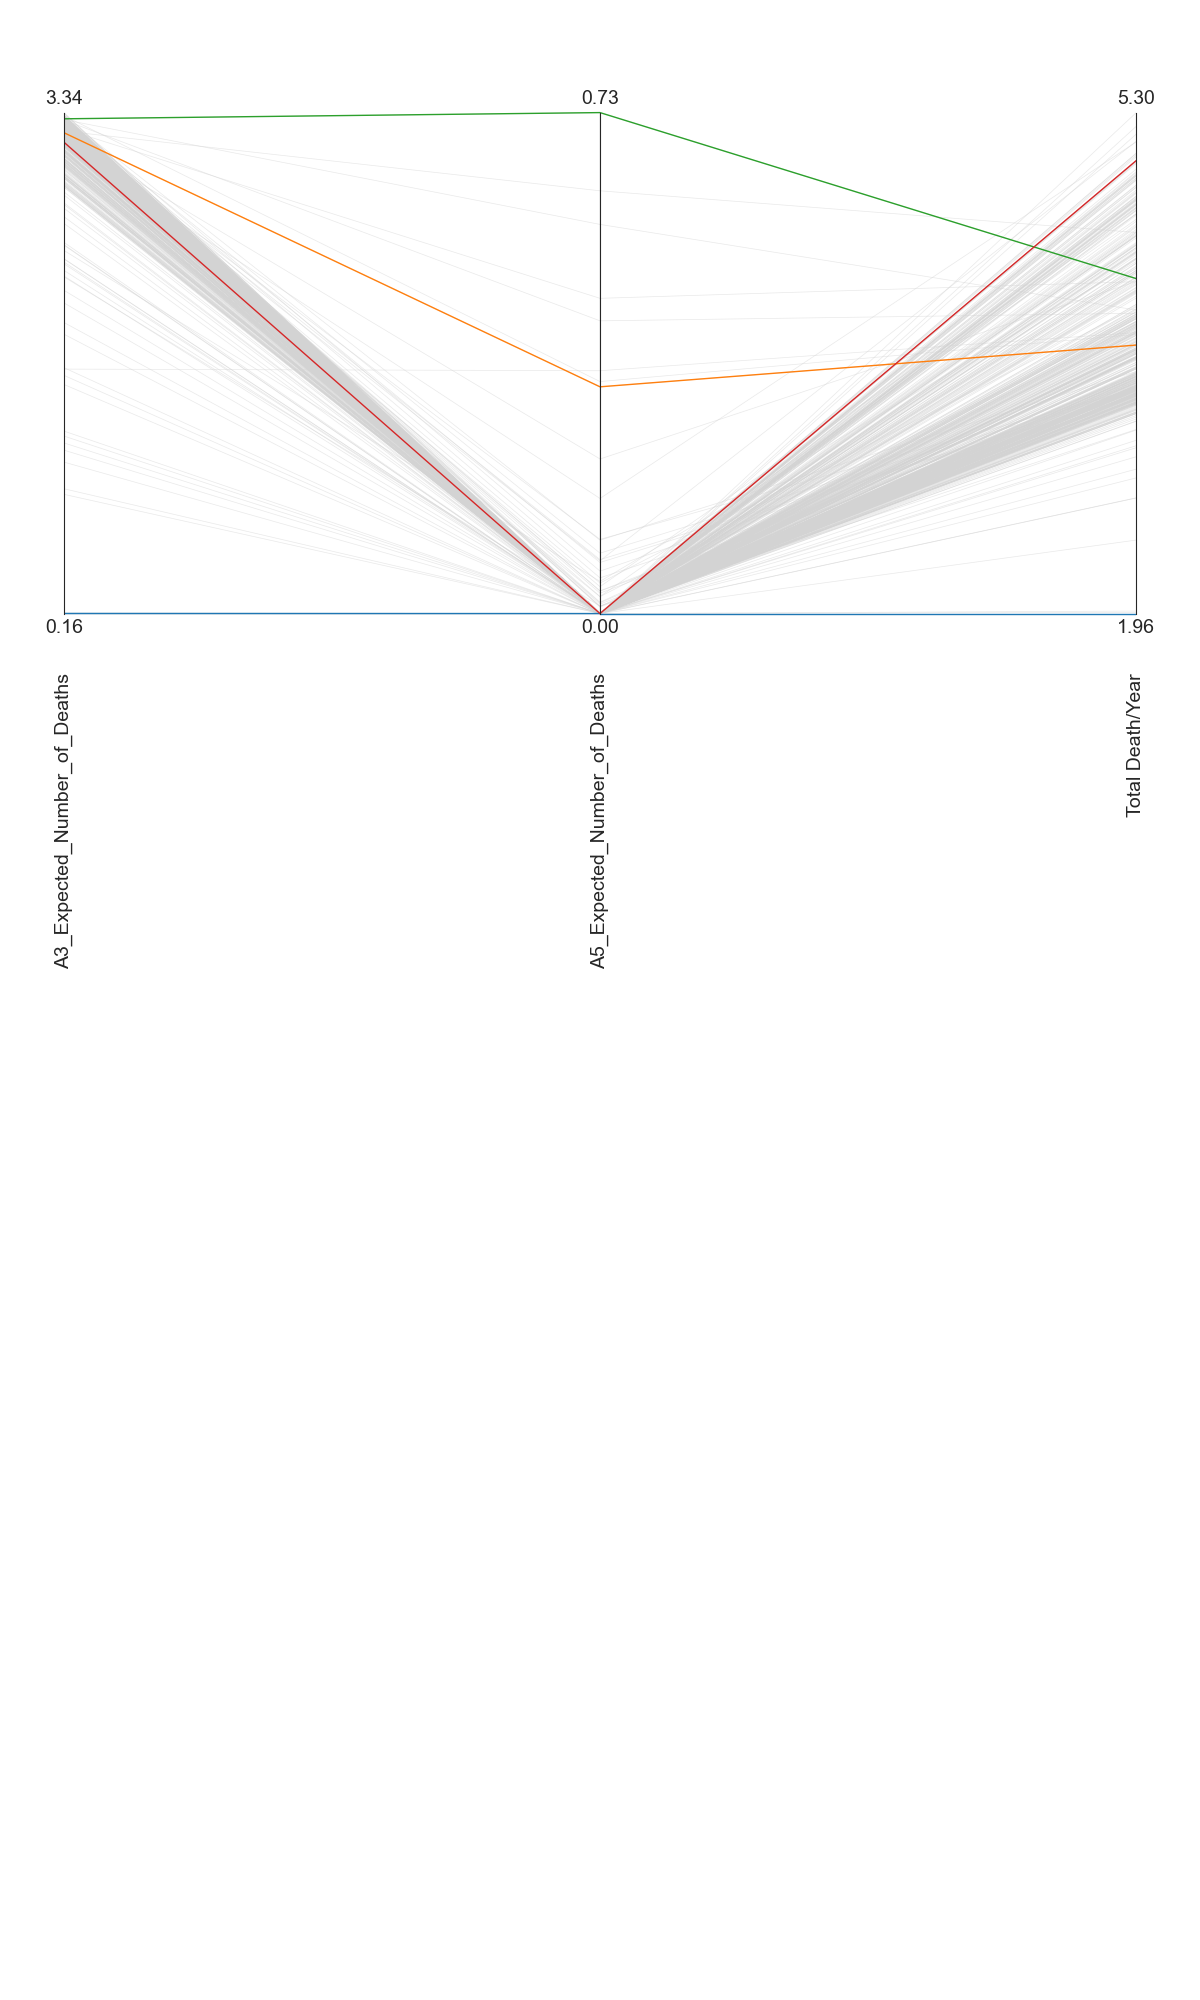 3.34
0.73
5.30
0.16
0.00
1.96
A3_Expected_Number_of_Deaths
A5_Expected_Number_of_Deaths
Total Death/Year